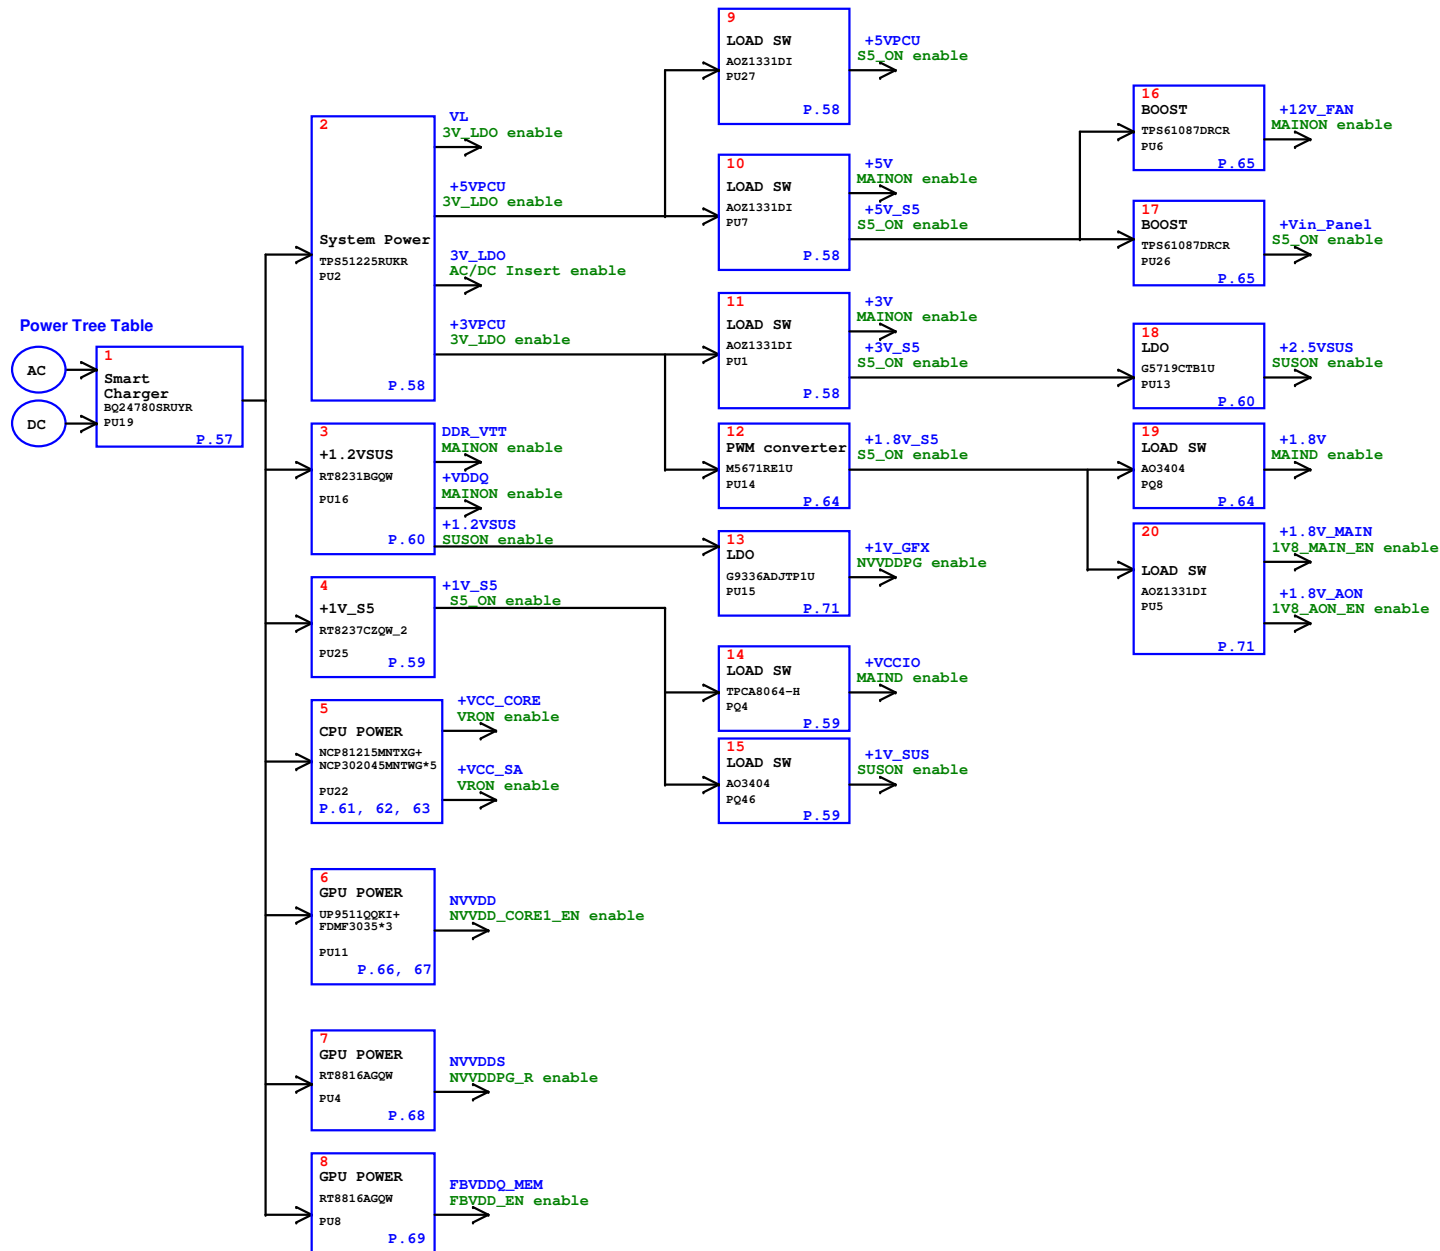 Power Tree Table
AC
DC
1
Smart
Charger
BQ24780SRUYR
PU19
P.57
2
System Power
TPS51225RUKR
PU2
P.58
VL
3V_LDO enable
+5VPCU
3V_LDO enable
3V_LDO
AC/DC Insert enable
+3VPCU
3V_LDO enable
3
+1.2VSUS
RT8231BGQW
PU16
P.60
DDR_VTT
MAINON enable
+VDDQ
MAINON enable
+1.2VSUS
SUSON enable
4
+1V_S5
RT8237CZQW_2
PU25
P.59
+1V_S5
S5_ON enable
5
CPU POWER
NCP81215MNTXG+
NCP302045MNTWG*5
PU22
P.61, 62, 63
+VCC_CORE
VRON enable
+VCC_SA
VRON enable
6
GPU POWER
UP9511QQKI+
FDMF3035*3
PU11
P.66, 67
NVVDD
NVVDD_CORE1_EN enable
7
GPU POWER
RT8816AGQW
PU4
P.68
NVVDDS
NVVDDPG_R enable
8
GPU POWER
RT8816AGQW
PU8
P.69
FBVDDQ_MEM
FBVDD_EN enable
9
LOAD SW
AOZ1331DI
PU27
P.58
+5VPCU
S5_ON enable
10
LOAD SW
AOZ1331DI
PU7
P.58
+5V
MAINON enable
+5V_S5
S5_ON enable
11
LOAD SW
AOZ1331DI
PU1
P.58
+3V
MAINON enable
+3V_S5
S5_ON enable
12
PWM converter
M5671RE1U
PU14
P.64
+1.8V_S5
S5_ON enable
13
LDO
G9336ADJTP1U
PU15
P.71
+1V_GFX
NVVDDPG enable
14
LOAD SW
TPCA8064-H
PQ4
P.59
+VCCIO
MAIND enable
15
LOAD SW
AO3404
PQ46
P.59
+1V_SUS
SUSON enable
16
BOOST
TPS61087DRCR
PU6
P.65
+12V_FAN
MAINON enable
17
BOOST
TPS61087DRCR
PU26
P.65
+Vin_Panel
S5_ON enable
18
LDO
G5719CTB1U
PU13
P.60
+2.5VSUS
SUSON enable
19
LOAD SW
AO3404
PQ8
P.64
+1.8V
MAIND enable
20
LOAD SW
AOZ1331DI
PU5
P.71
+1.8V_MAIN
1V8_MAIN_EN enable
+1.8V_AON
1V8_AON_EN enable